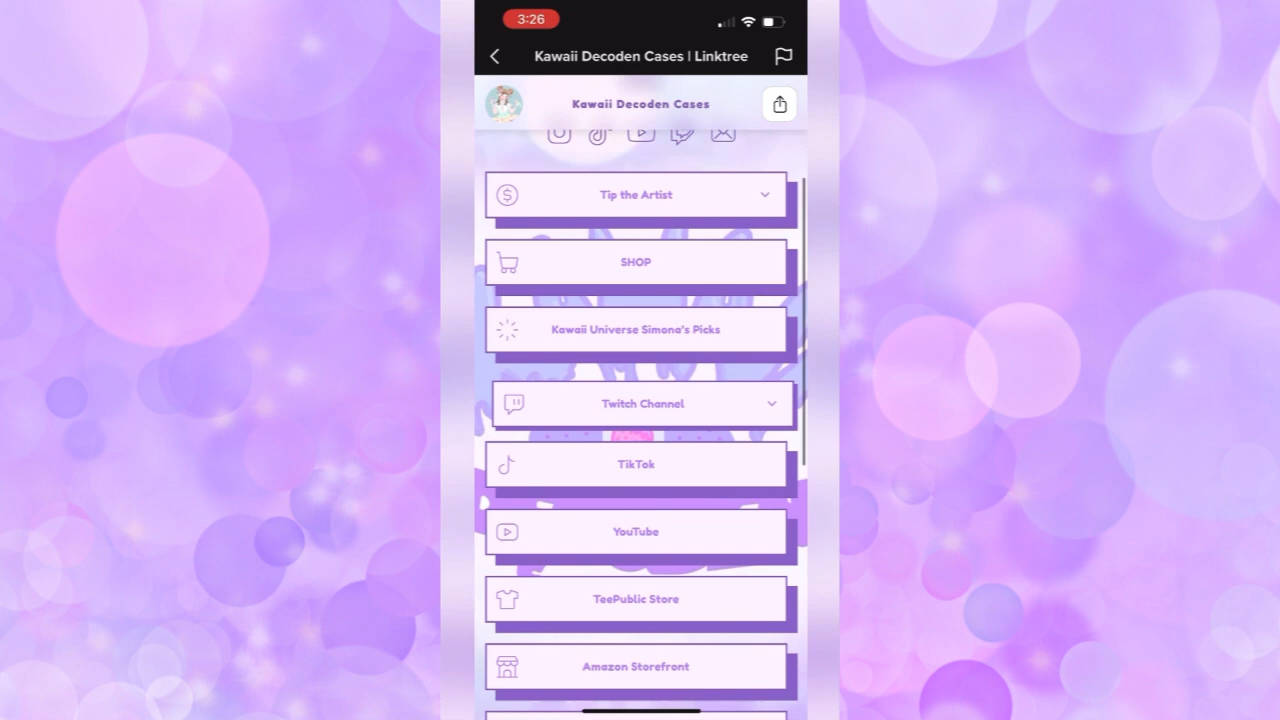 3:26
Kawaii Decoden Cases | Linktree
Kawaii Decoden Cases
Tip the Artist
SHOP
Kawaii Universe Simona's Picks
Twitch Channel
TikTok
YouTube
TeePublic Store
Amazon Storefront